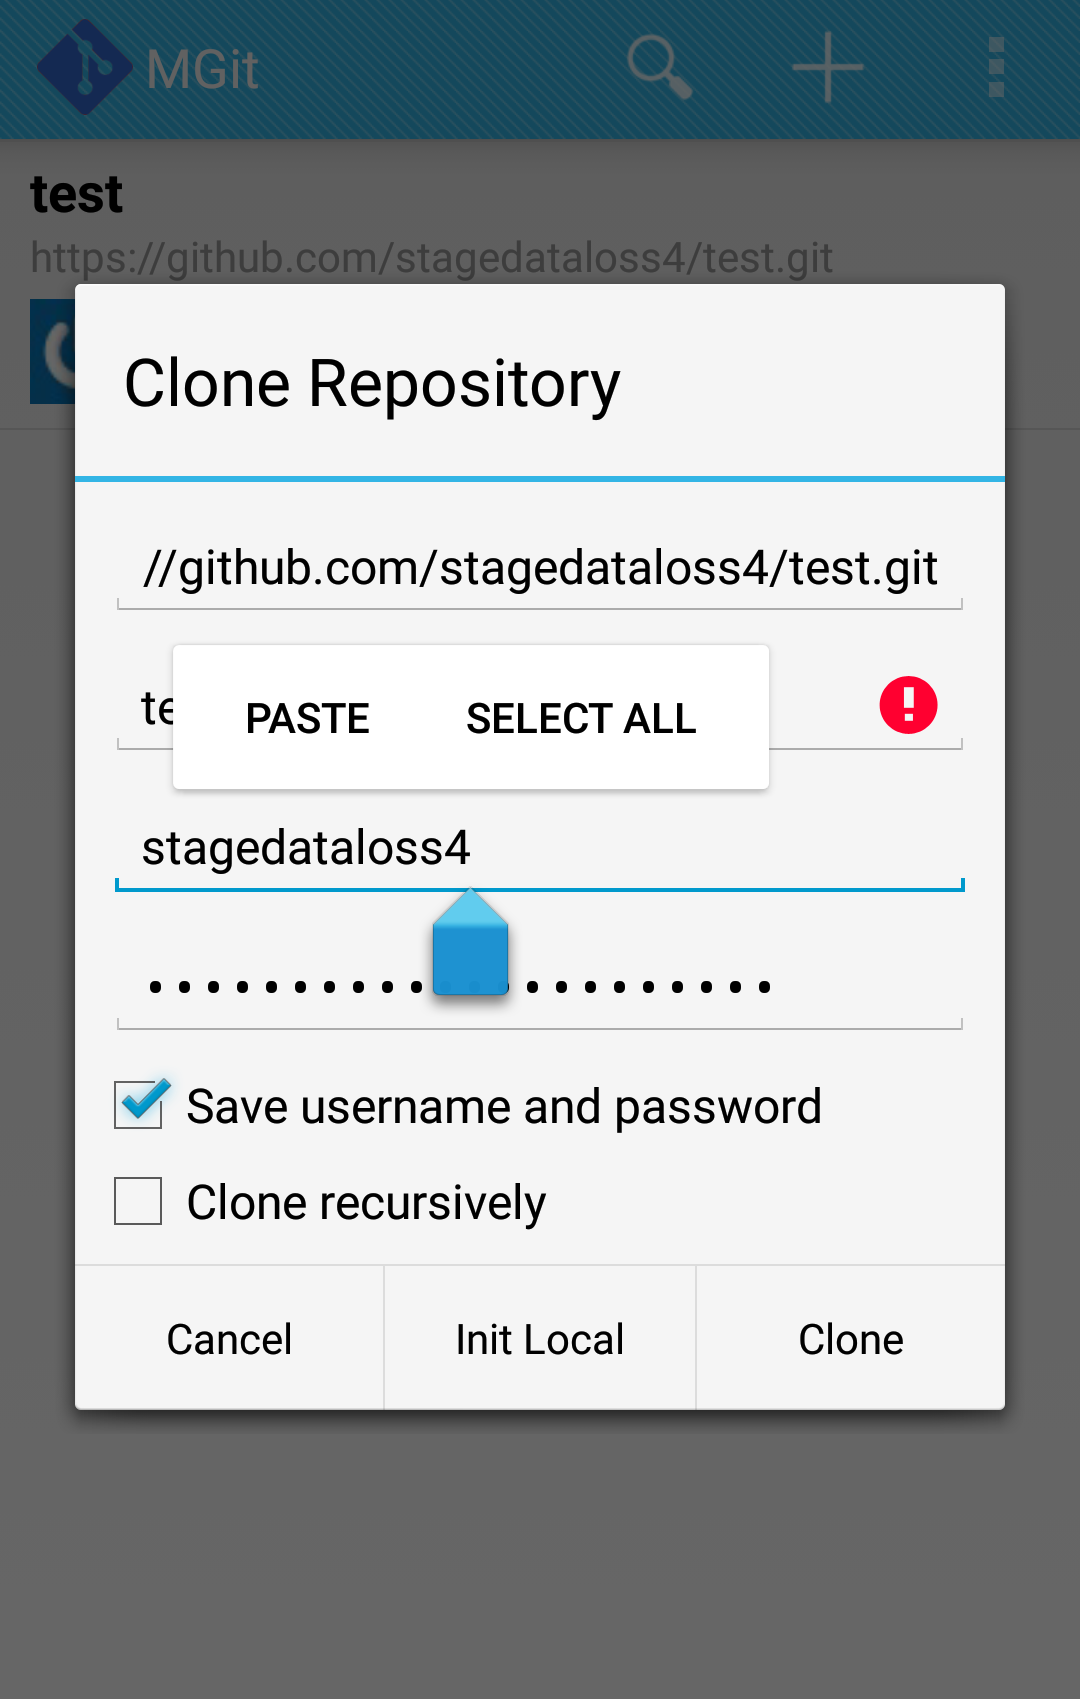 MGit
test
https://github.com/stagedataloss4/test.git
Clone Repository
//github.com/stagedataloss4/test.git
te
PASTE SELECT ALL
stagedataloss4
Save username and password
Clone recursively
Cancel Init Local Clone